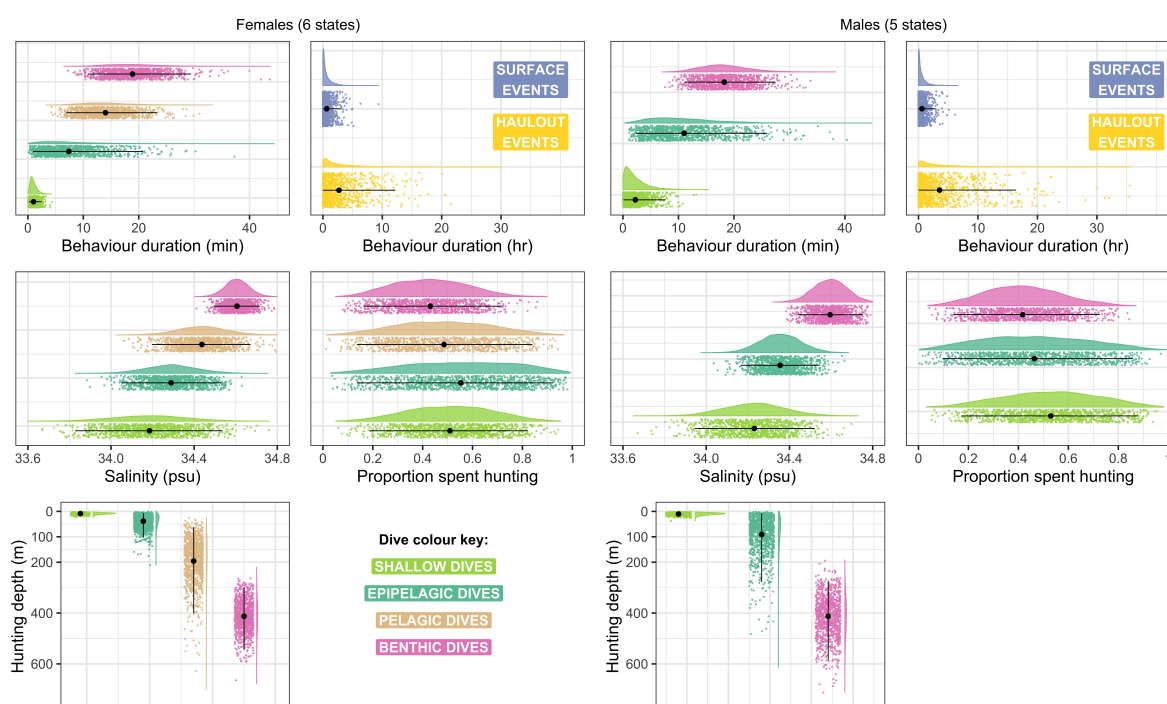 Females (6 states)
Males (5 states)
SURFACE
EVENTS
HAULOUT
EVENTS
0 10 20 40
Behaviour duration (min)
0 10 20 30
Behaviour duration (hr)
SURFACE
EVENTS
HAULOUT
EVENTS
0 10 20 40
Behaviour duration (min)
0 10 20 30
Behaviour duration (hr)
33.6 34.0 34.4 34.8
Salinity (psu)
0 0.2 0.4 0.6 0.8 1
Proportion spent hunting
33.6 34.0 34.4 34.8
Salinity (psu)
0 0.2 0.4 0.6 0.8 1
Proportion spent hunting
Hunting depth (m)
0
100
200
400
600
Dive colour key:
SHALLOW DIVES
EPIPELAGIC DIVES
PELAGIC DIVES
BENTHIC DIVES
Hunting depth (m)
0
100
200
400
600